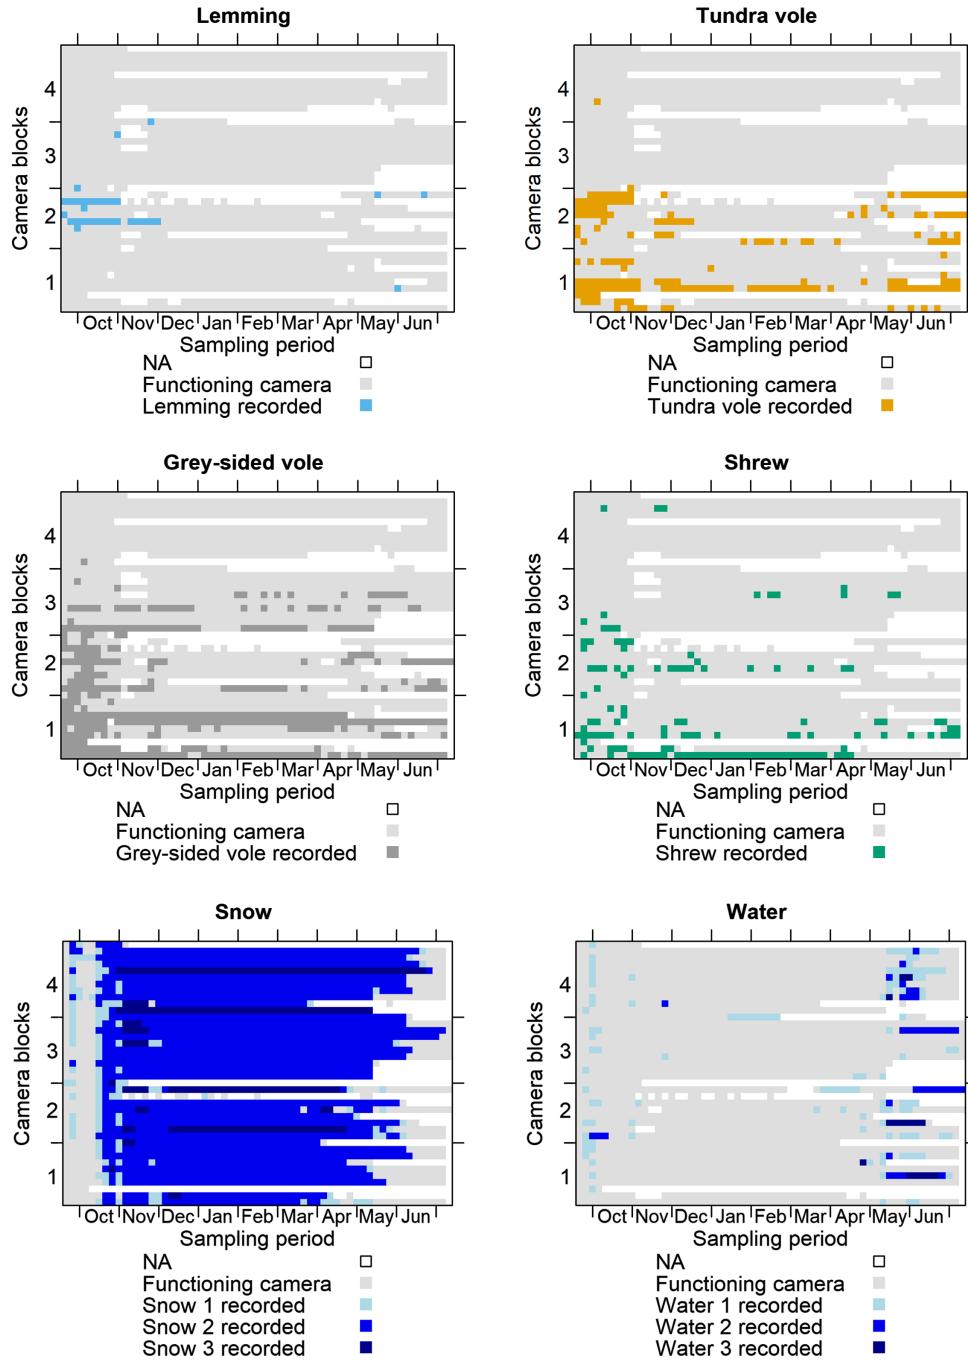 Lemming
Camera blocks
4
3
2
1
Oct Nov Dec Jan Feb Mar Apr May Jun
Sampling period
NA
Functioning camera
Lemming recorded
Tundra vole
Camera blocks
4
3
2
1
Oct Nov Dec Jan Feb Mar Apr May Jun
Sampling period
NA
Functioning camera
Tundra vole recorded
Grey-sided vole
Camera blocks
4
3
2
1
Oct Nov Dec Jan Feb Mar Apr May Jun
Sampling period
NA
Functioning camera
Grey-sided vole recorded
Shrew
Camera blocks
4
3
2
1
Oct Nov Dec Jan Feb Mar Apr May Jun
Sampling period
NA
Functioning camera
Shrew recorded
Snow
Camera blocks
4
3
2
1
Oct Nov Dec Jan Feb Mar Apr May Jun
Sampling period
NA
Functioning camera
Snow 1 recorded
Snow 2 recorded
Snow 3 recorded
Water
Camera blocks
4
3
2
1
Oct Nov Dec Jan Feb Mar Apr May Jun
Sampling period
NA
Functioning camera
Water 1 recorded
Water 2 recorded
Water 3 recorded